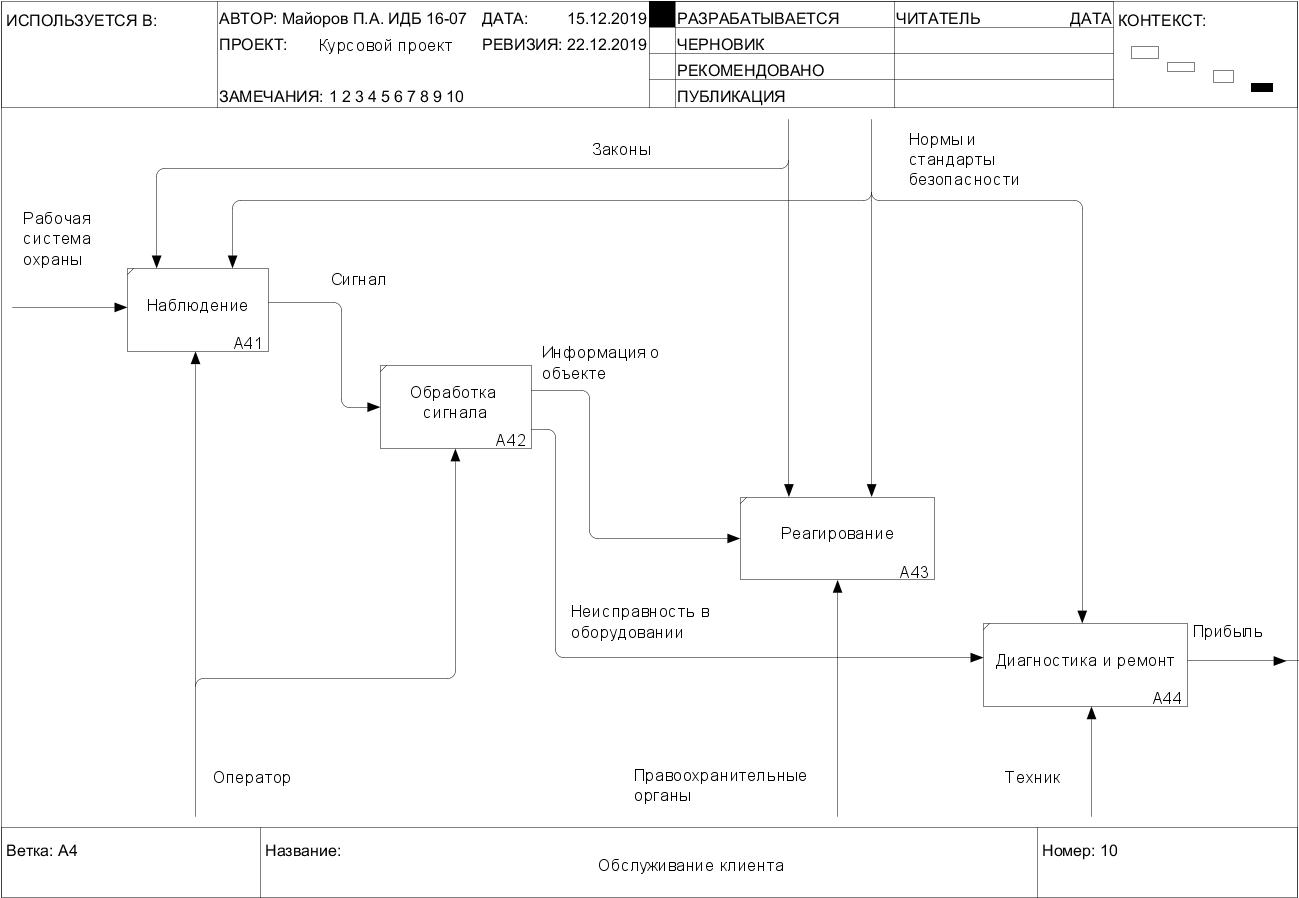 ИСПОЛЬЗУЕТСЯ В:
АВТОР: Майоров П.А. ИДБ 16-07 ДАТА: 15.12.2019
ПРОЕКТ: Курсовой проект РЕВИЗИЯ: 22.12.2019
ЗАМЕЧАНИЯ: 1 2 3 4 5 6 7 8 9 10
РАЗРАБАТЫВАЕТСЯ
ЧЕРНОВИК
РЕКОМЕНДОВАНО
ПУБЛИКАЦИЯ
ЧИТАТЕЛЬ ДАТА
КОНТЕКСТ:
Законы
Нормы и
стандарты
безопасности
Рабочая
система
охраны
Наблюдение
A41
Сигнал
Обработка
сигнала
A42
Информация о
объекте
Реагирование
A43
Неисправность в
оборудовании
Диагностика и ремонт
A44
Прибыль
Оператор
Правоохранительные
органы
Техник
Ветка: A4
Название:
Обслуживание клиента
Номер: 10